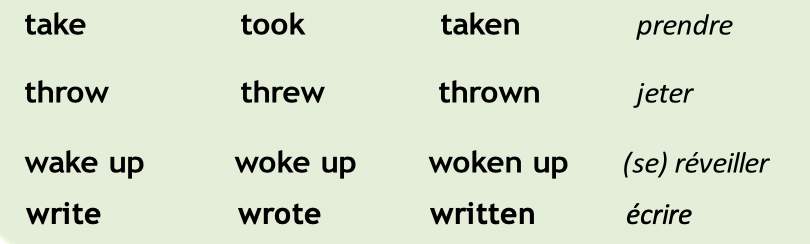 take took taken prendre
throw threw thrown jeter
wake up woke up woken up (se) réveiller
write wrote written écrire